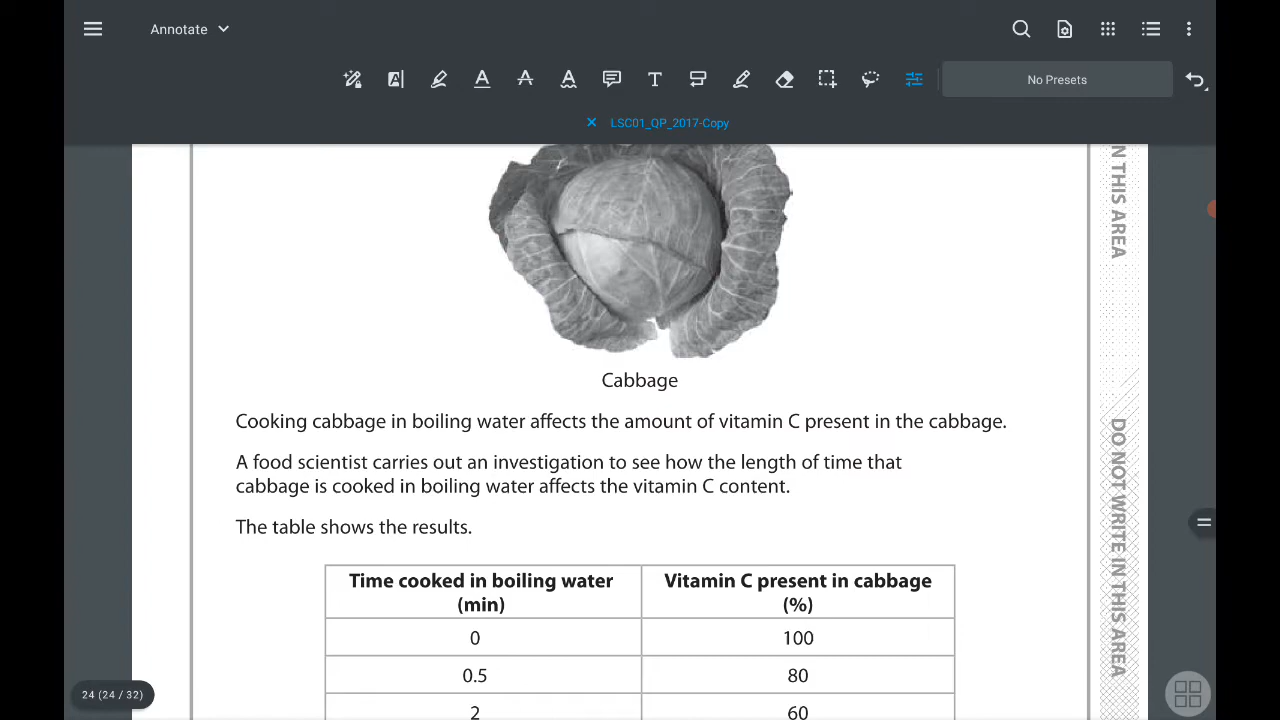 Annotate
No Presets
LSC01_QP_2017-Copy
N THIS AREA
Cabbage
Cooking cabbage in boiling water affects the amount of vitamin C present in the cabbage.
A food scientist carries out an investigation to see how the length of time that
cabbage is cooked in boiling water affects the vitamin C content.
The table shows the results.
Time cooked in boiling water
(min)
Vitamin C present in cabbage
(%)
0
100
0.5
80
2
60
DO NOT WRITE IN THIS AREA
24 (24 / 32)